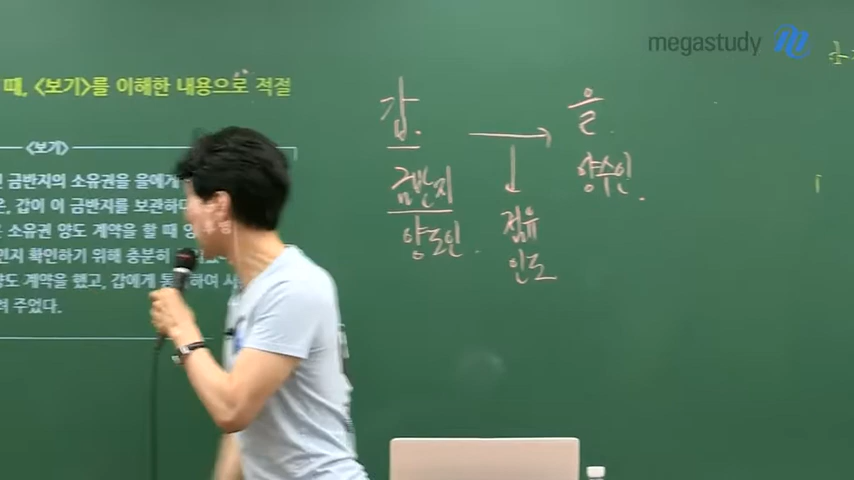 megastudy
때, <보기>를 이해한 내용으로 적절
<보기>
금반지의 소유권을 을에게
갑이 이 금반지를 보관하
소유권 양도 계약을 할 때
인지 확인하기 위해 충분히
양도 계약을 했고, 갑에게
주었다.
갑. → 을.
금반지 양수인.
양도인. 점유
인도